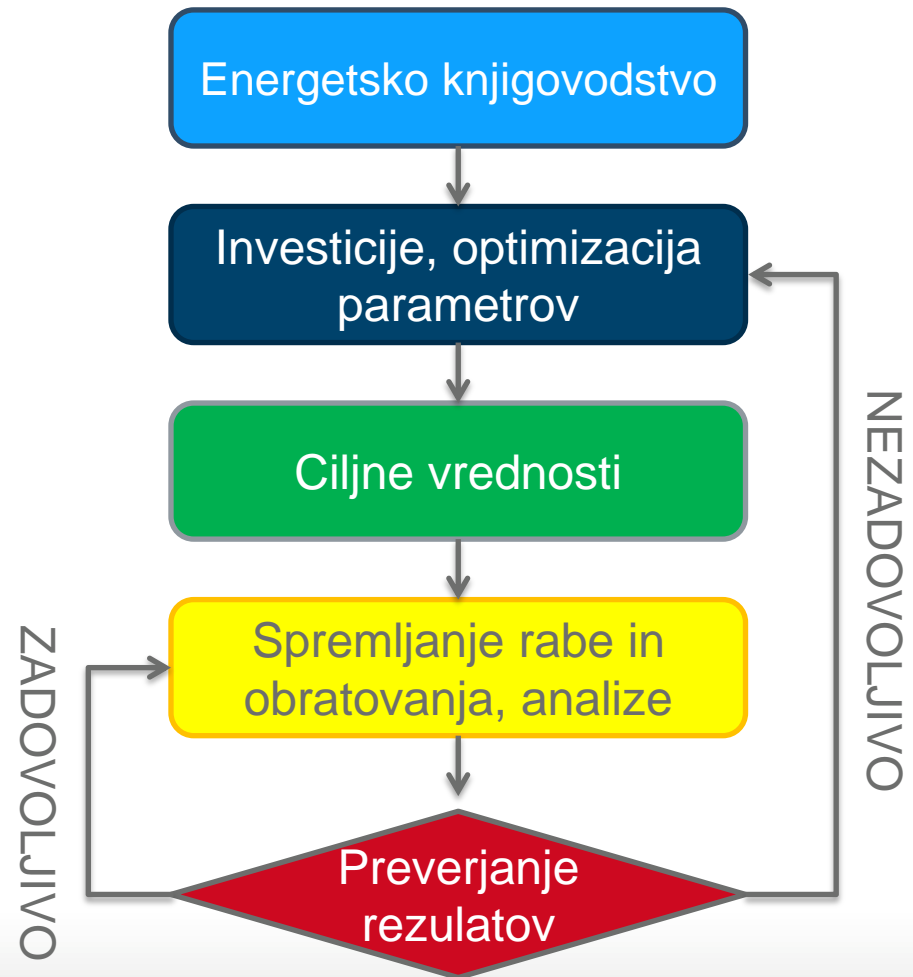 Energetsko knjigovodstvo
Investicije, optimizacija
parametrov
Ciljne vrednosti
Spremljanje rabe in
obratovanja, analize
Preverjanje
rezulatov
ZADOVOLJIVO
NEZADOVOLJIVO